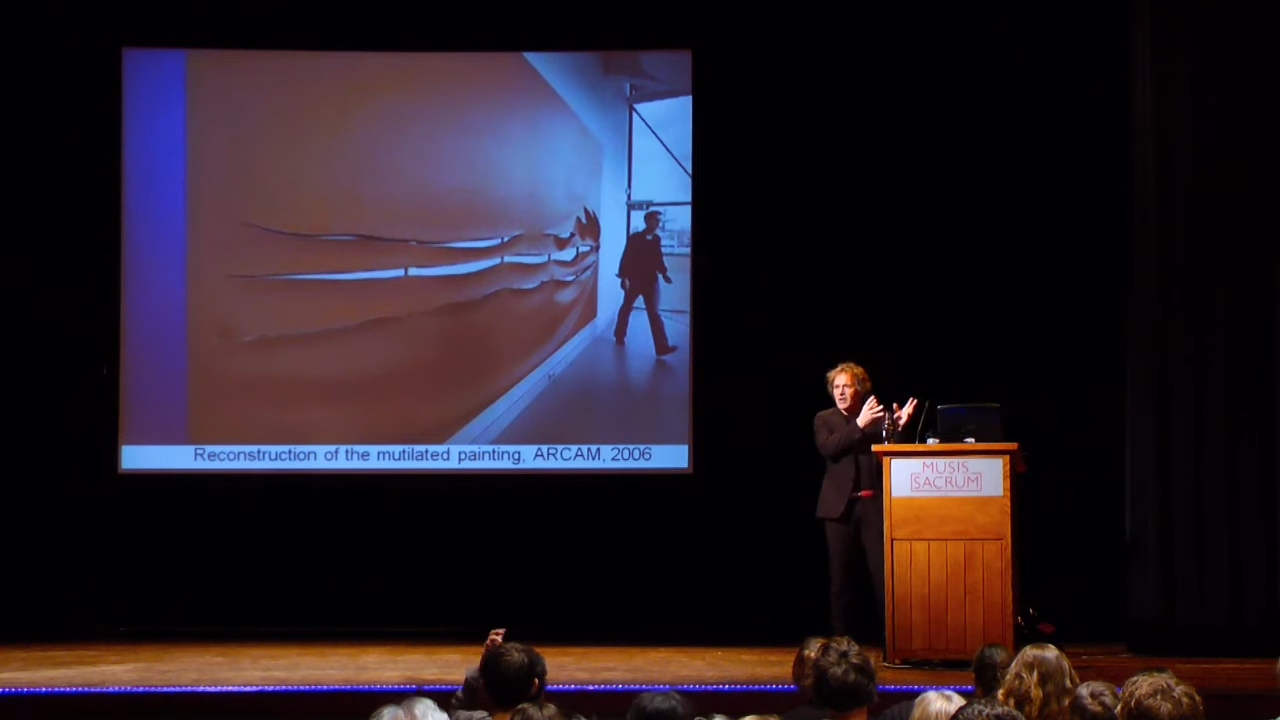 Reconstruction of the mutilated painting, ARCAM, 2006
MUSIS
SACRUM